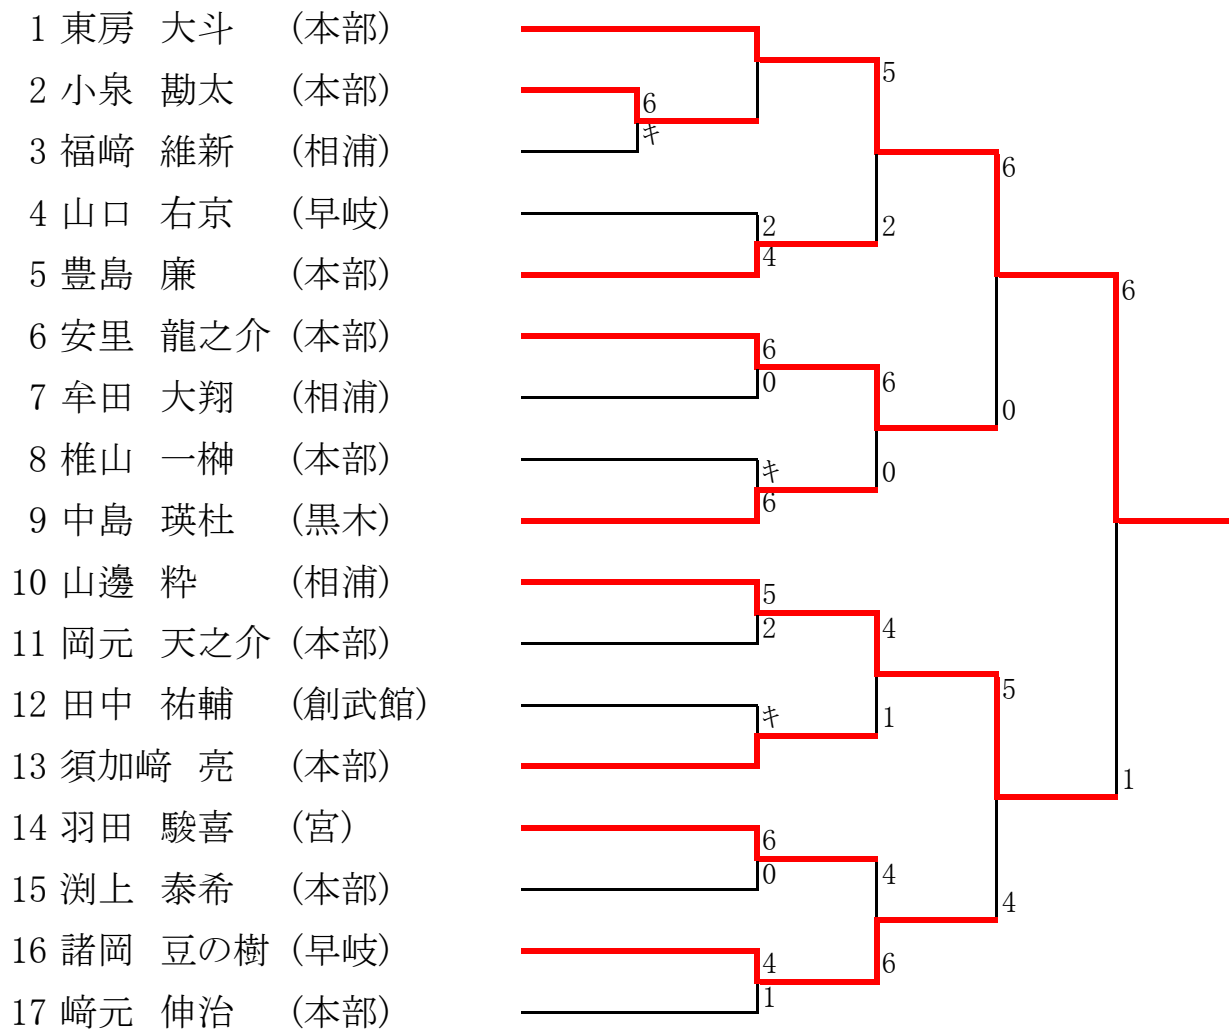 1 東房 大斗 (本部)
5
2 小泉 勘太 (本部)
6
キ
3 福﨑 維新 (相浦)
6
4 山口 右京 (早岐)
2
2
4
5 豊島 廉 (本部)
6
6 安里 龍之介 (本部)
6
0
6
7 牟田 大翔 (相浦)
0
8 椎山 一榊 (本部)
キ
0
6
9 中島 瑛杜 (黒木)
10 山邊 粋 (相浦)
5
2
4
11 岡元 天之介 (本部)
5
12 田中 祐輔 (創武館)
キ
1
13 須加﨑 亮 (本部)
1
14 羽田 駿喜 (宮)
6
0
4
15 渕上 泰希 (本部)
4
16 諸岡 豆の樹 (早岐)
4
6
1
17 﨑元 伸治 (本部)